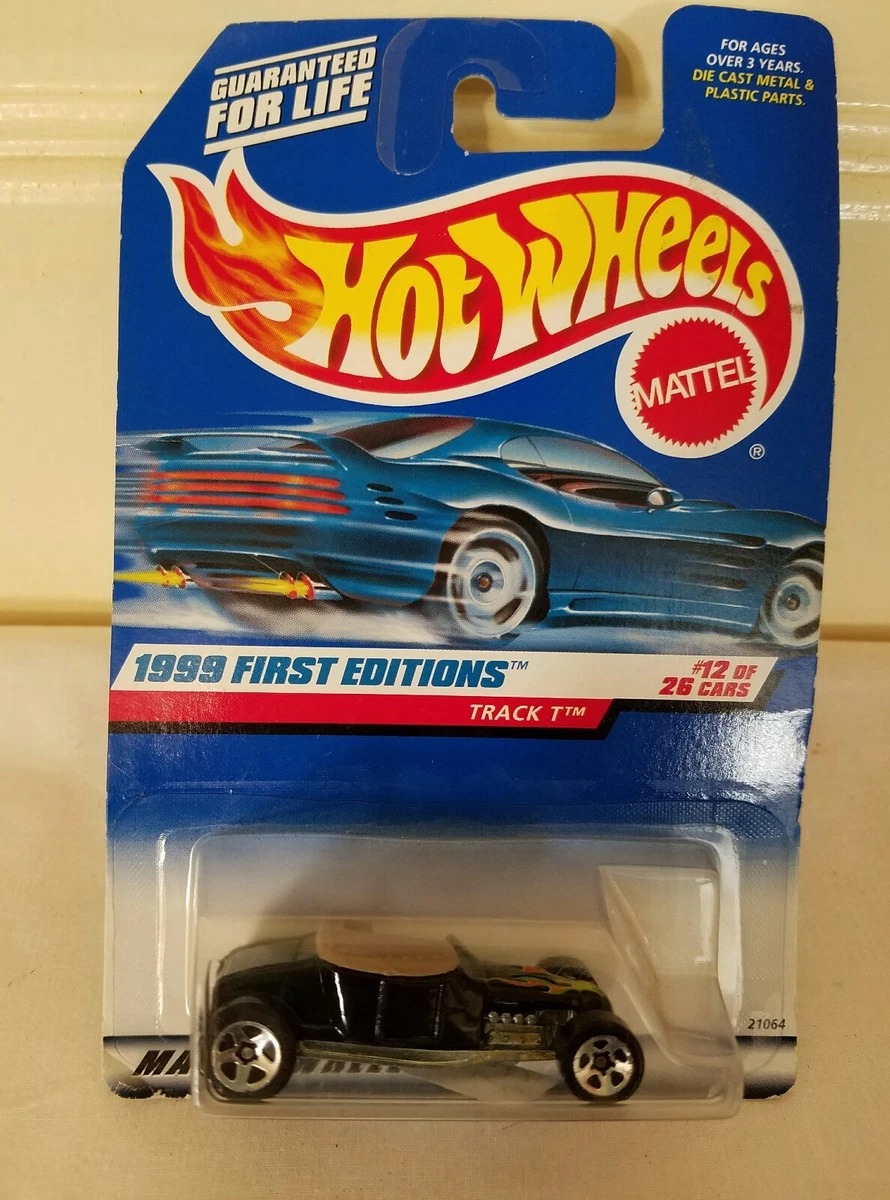 GUARANTEED
FOR LIFE
FOR AGES
OVER 3 YEARS.
DIE CAST METAL &
PLASTIC PARTS.
HOT WHEELS
MATTEL
®
1999 FIRST EDITIONS™
#12 OF
26 CARS
TRACK T™
21064